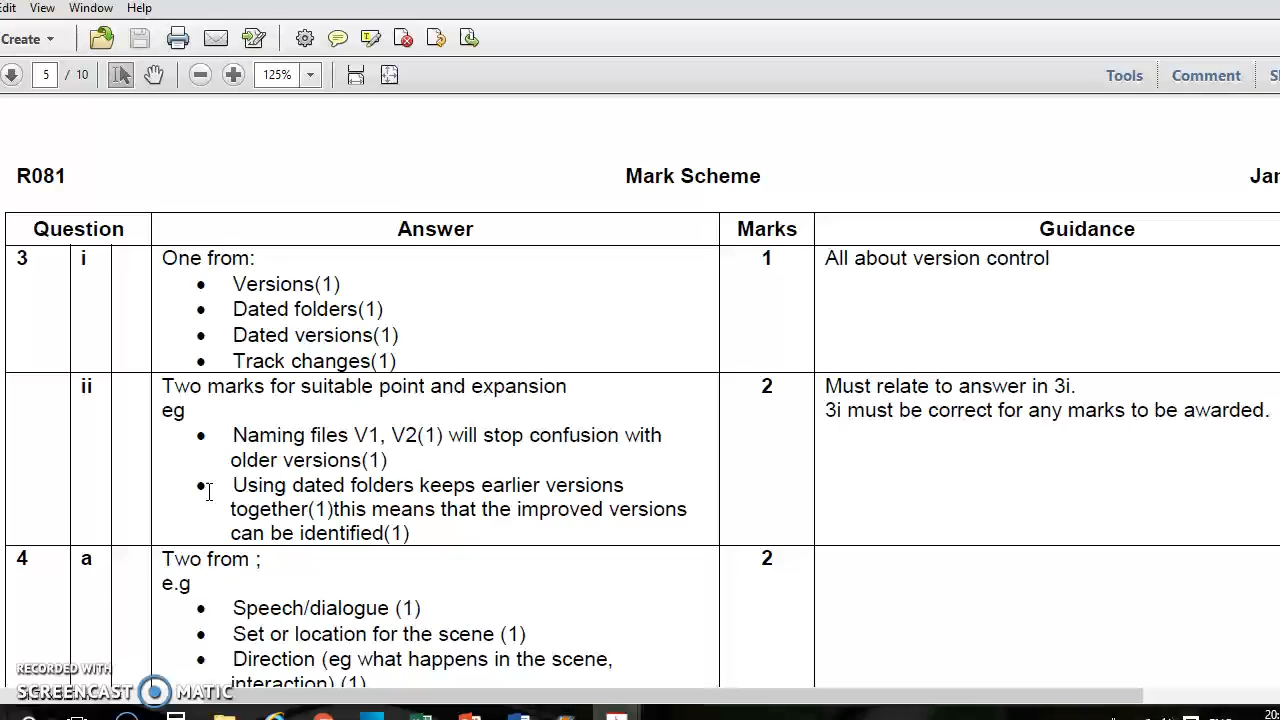 Edit View Window Help
Create
5 / 10 125% Tools Comment
R081 Mark Scheme
Question Answer Marks Guidance
3 i One from: 1 All about version control
• Versions(1)
• Dated folders(1)
• Dated versions(1)
• Track changes(1)
ii Two marks for suitable point and expansion 2 Must relate to answer in 3i.
eg 3i must be correct for any marks to be awarded.
• Naming files V1, V2(1) will stop confusion with
older versions(1)
• Using dated folders keeps earlier versions
together(1)this means that the improved versions
can be identified(1)
4 a Two from ; 2
e.g
• Speech/dialogue (1)
• Set or location for the scene (1)
• Direction (eg what happens in the scene,
interaction) (1)
RECORDED WITH
SCREENCAST MATIC